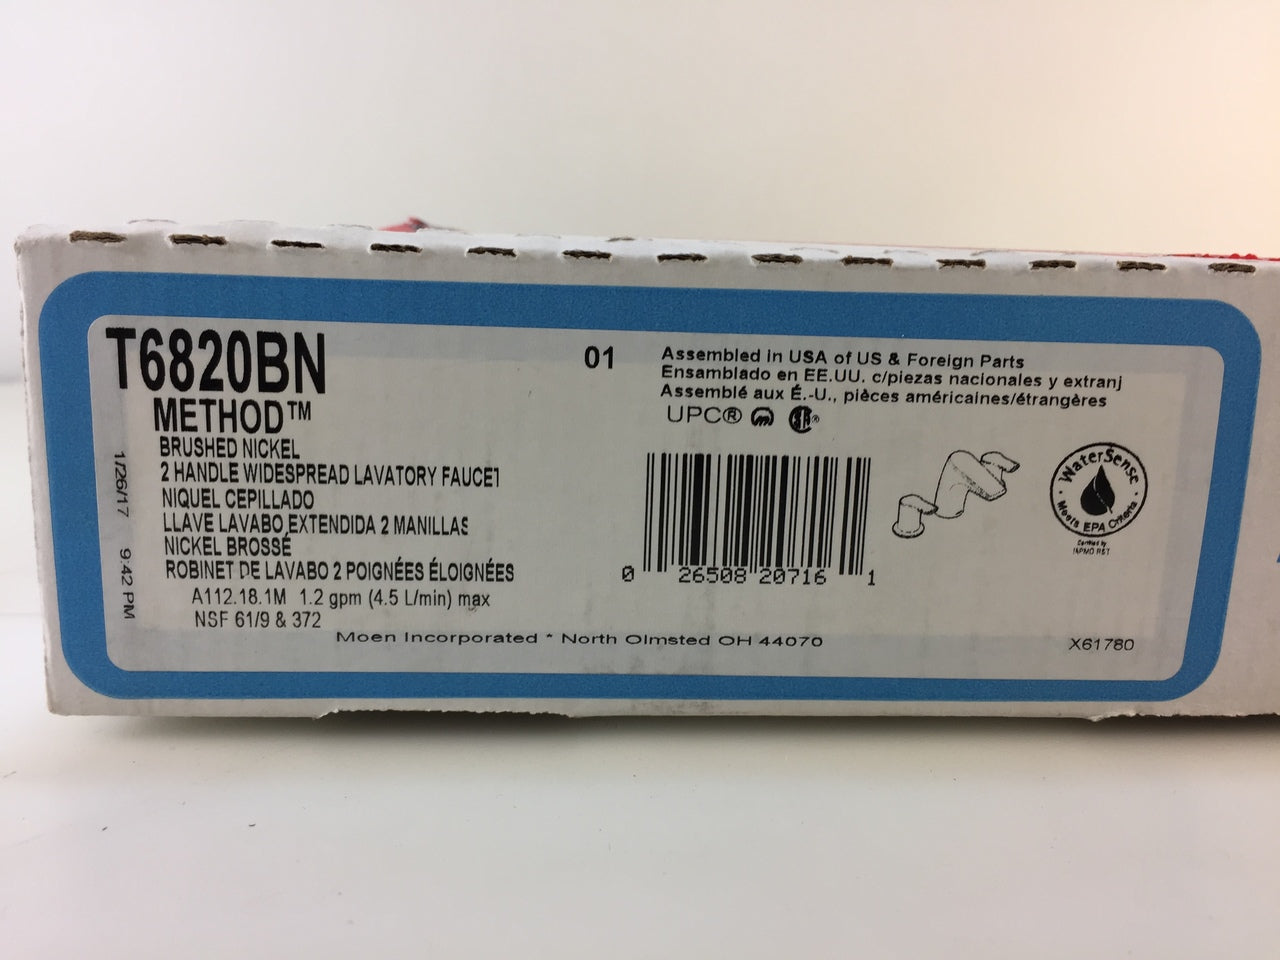 T6820BN
METHOD™
BRUSHED NICKEL
2 HANDLE WIDESPREAD LAVATORY FAUCET
NIQUEL CEPILLADO
LLAVE LAVABO EXTENDIDA 2 MANILLAS
NICKEL BROSSÉ
ROBINET DE LAVABO 2 POIGNÉES ÉLOIGNÉES
A112.18.1M 1.2 gpm (4.5 L/min) max
NSF 61/9 & 372
1/26/17 9:42 PM
01
Assembled in USA of US & Foreign Parts
Ensamblado en EE.UU. c/piezas nacionales y extranj
Assemblé aux É.-U., pièces américaines/étrangères
UPC®
0 26508 20716 1
WaterSense
Meets EPA Criteria
Certified by
IAPMO R&T
Moen Incorporated * North Olmsted OH 44070
X61780